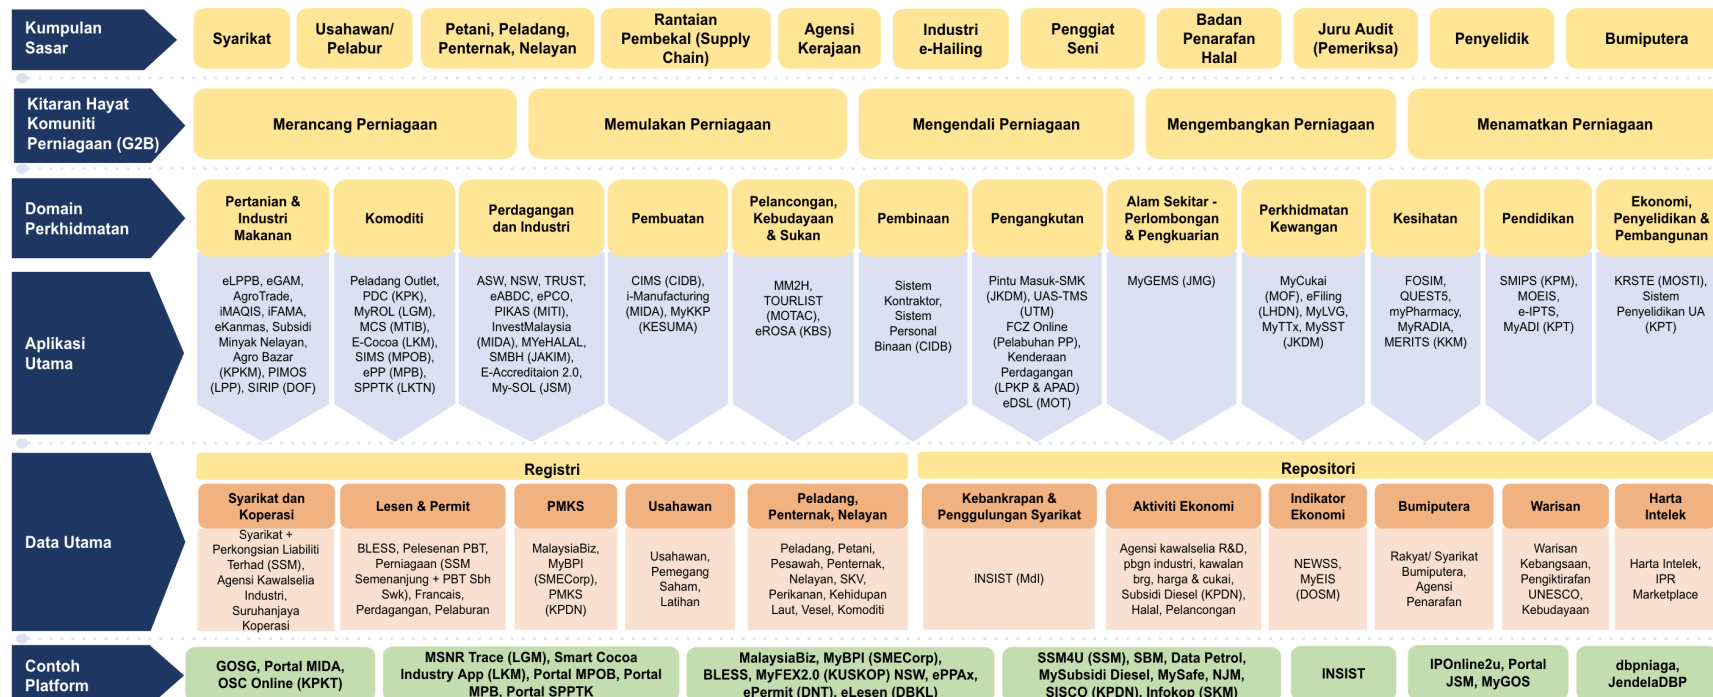 Kumpulan
Sasar
Syarikat
Usahawan/
Pelabur
Petani, Peladang,
Penternak, Nelayan
Rantaian
Pembekal (Supply
Chain)
Agensi
Kerajaan
Industri
e-Hailing
Penggiat
Seni
Badan
Penarafan
Halal
Juru Audit
(Pemeriksa)
Penyelidik
Bumiputera
Kitaran Hayat
Komuniti
Perniagaan (G2B)
Merancang Perniagaan
Memulakan Perniagaan
Mengendali Perniagaan
Mengembangkan Perniagaan
Menamatkan Perniagaan
Domain
Perkhidmatan
Pertanian &
Industri
Makanan
Komoditi
Perdagangan
dan Industri
Pembuatan
Pelancongan,
Kebudayaan
& Sukan
Pembinaan
Pengangkutan
Alam Sekitar -
Perlombongan
& Pengkuarian
Perkhidmatan
Kewangan
Kesihatan
Pendidikan
Ekonomi,
Penyelidikan &
Pembangunan
Aplikasi
Utama
eLPPB, eGAM,
AgroTrade,
iMAQIS, iFAMA,
eKanmas, Subsidi
Minyak Nelayan,
Agro Bazar
(KPKM), PIMOS
(LPP), SIRIP (DOF)
Peladang Outlet,
PDC (KPK),
MyROL (LGM),
MCS (MTIB)
E-Cocoa (LKM),
SIMS (MPOB),
ePP (MPB),
SPPTK (LKTN)
ASW, NSW, TRUST,
eABDC, ePCO,
PIKAS (MITI),
InvestMalaysia
(MIDA), MYeHALAL,
SMBH (JAKIM),
E-Accreditaion 2.0,
My-SOL (JSM)
CIMS (CIDB),
i-Manufacturing
(MIDA), MyKKP
(KESUMA)
MM2H,
TOURLIST
(MOTAC),
eROSA (KBS)
Sistem
Kontraktor,
Sistem
Personal
Binaan (CIDB)
Pintu Masuk-SMK
(JKDM), UAS-TMS
(UTM)
FCZ Online
(Pelabuhan PP),
Kenderaan
Perdagangan
(LPKP & APAD)
eDSL (MOT)
MyGEMS (JMG)
MyCukai
(MOF), eFiling
(LHDN), MyLVG,
MyTTx, MySST
(JKDM)
FOSIM,
QUEST5,
myPharmacy,
MyRADIA,
MERITS (KKM)
SMIPS (KPM),
MOEIS,
e-IPTS,
MyADI (KPT)
KRSTE (MOSTI),
Sistem
Penyelidikan UA
(KPT)
Data Utama
Registri
Repositori
Syarikat dan
Koperasi
Lesen & Permit
PMKS
Usahawan
Peladang,
Penternak, Nelayan
Kebankrapan &
Penggulungan Syarikat
Aktiviti Ekonomi
Indikator
Ekonomi
Bumiputera
Warisan
Harta
Intelek
Syarikat +
Perkongsian Liabiliti
Terhad (SSM),
Agensi Kawalselia
Industri,
Suruhanjaya
Koperasi
BLESS, Pelesenan PBT,
Perniagaan (SSM
Semenanjung + PBT Sbh
Swk), Francais,
Perdagangan, Pelaburan
MalaysiaBiz,
MyBPI
(SMECorp),
PMKS
(KPDN)
Usahawan,
Pemegang
Saham,
Latihan
Peladang, Petani,
Pesawah, Penternak,
Nelayan, SKV,
Perikanan, Kehidupan
Laut, Vesel, Komoditi
INSIST (MdI)
Agensi kawalselia R&D,
pbgn industri, kawalan
brg, harga & cukai,
Subsidi Diesel (KPDN),
Halal, Pelancongan
NEWSS,
MyEIS
(DOSM)
Rakyat/ Syarikat
Bumiputera,
Agensi
Penarafan
Warisan
Kebangsaan,
Pengiktirafan
UNESCO,
Kebudayaan
Harta Intelek,
IPR
Marketplace
Contoh
Platform
GOSG, Portal MIDA,
OSC Online (KPKT)
MSNR Trace (LGM), Smart Cocoa
Industry App (LKM), Portal MPOB, Portal
MPB, Portal SPPTK
MalaysiaBiz, MyBPI (SMECorp),
BLESS, MyFEX2.0 (KUSKOP) NSW, ePPAx,
ePermit (DNT), eLesen (DBKL)
SSM4U (SSM), SBM, Data Petrol,
MySubsidi Diesel, MySafe, NJM,
SISCO (KPDN), Infokop (SKM)
INSIST
IPOnline2u, Portal
JSM, MyGOS
dbpniaga,
JendelaDBP